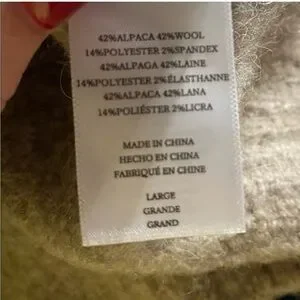 42%ALPACA 42%WOOL
14%POLYESTER 2%SPANDEX
42%ALPAGA 42%LAINE
14%POLYESTER 2%ÉLASTHANNE
42%ALPACA 42%LANA
14%POLIÉSTER 2%LICRA
MADE IN CHINA
HECHO EN CHINA
FABRIQUÉ EN CHINE
LARGE
GRANDE
GRAND